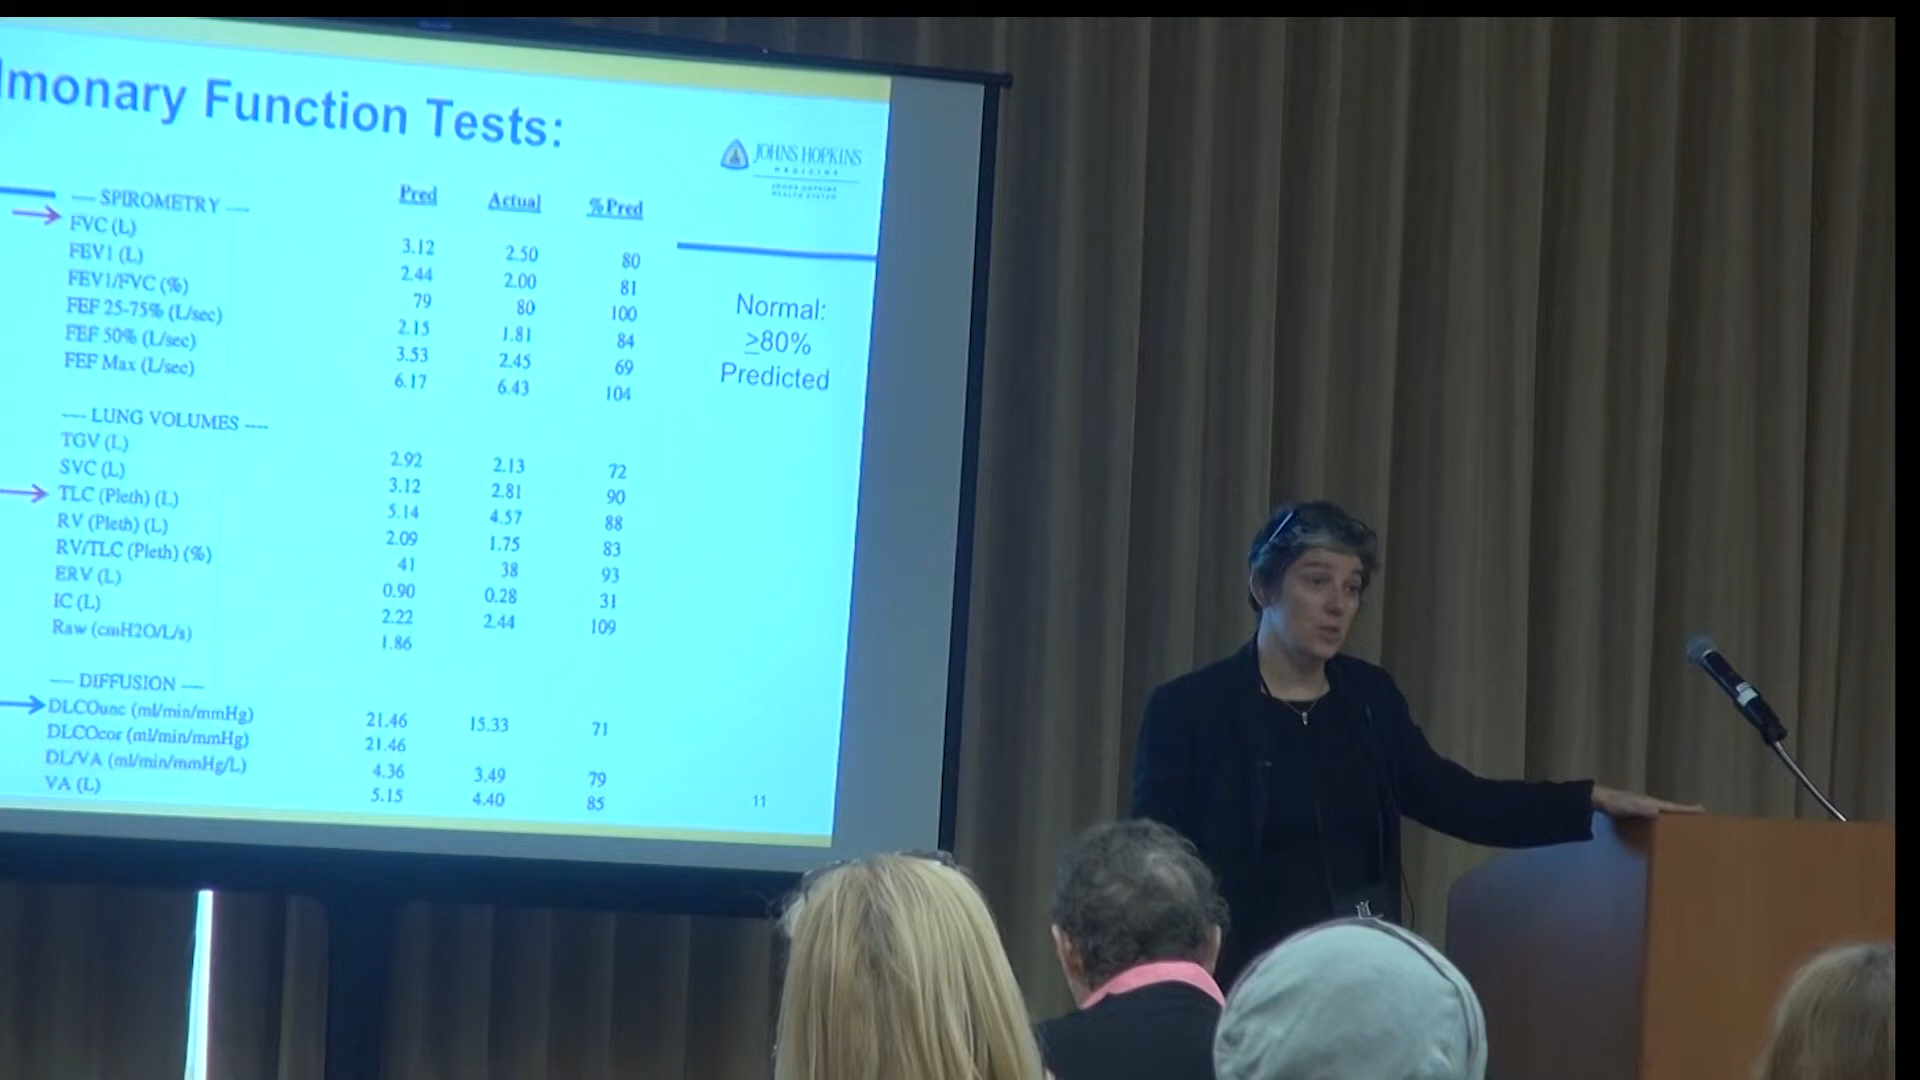 lmonary Function Tests:
JOHNS HOPKINS
MEDICINE
JOHNS HOPKINS
HEALTH SYSTEM
Pred Actual %Pred
---- SPIROMETRY ----
FVC (L) 3.12 2.50 80
FEV1 (L) 2.44 2.00 81
FEV1/FVC (%) 79 80 100
FEF 25-75% (L/sec) 2.15 1.81 84
FEF 50% (L/sec) 3.53 2.45 69
FEF Max (L/sec) 6.17 6.43 104
---- LUNG VOLUMES ----
TGV (L) 2.92 2.13 72
SVC (L) 3.12 2.81 90
TLC (Pleth) (L) 5.14 4.57 88
RV (Pleth) (L) 2.09 1.75 83
RV/TLC (Pleth) (%) 41 38 93
ERV (L) 0.90 0.28 31
IC (L) 2.22 2.44 109
Raw (cmH2O/L/s) 1.86
---- DIFFUSION ----
DLCOunc (ml/min/mmHg) 21.46 15.33 71
DLCOcor (ml/min/mmHg) 21.46
DL/VA (ml/min/mmHg/L) 4.36 3.49 79
VA (L) 5.15 4.40 85
Normal:
≥80%
Predicted
11